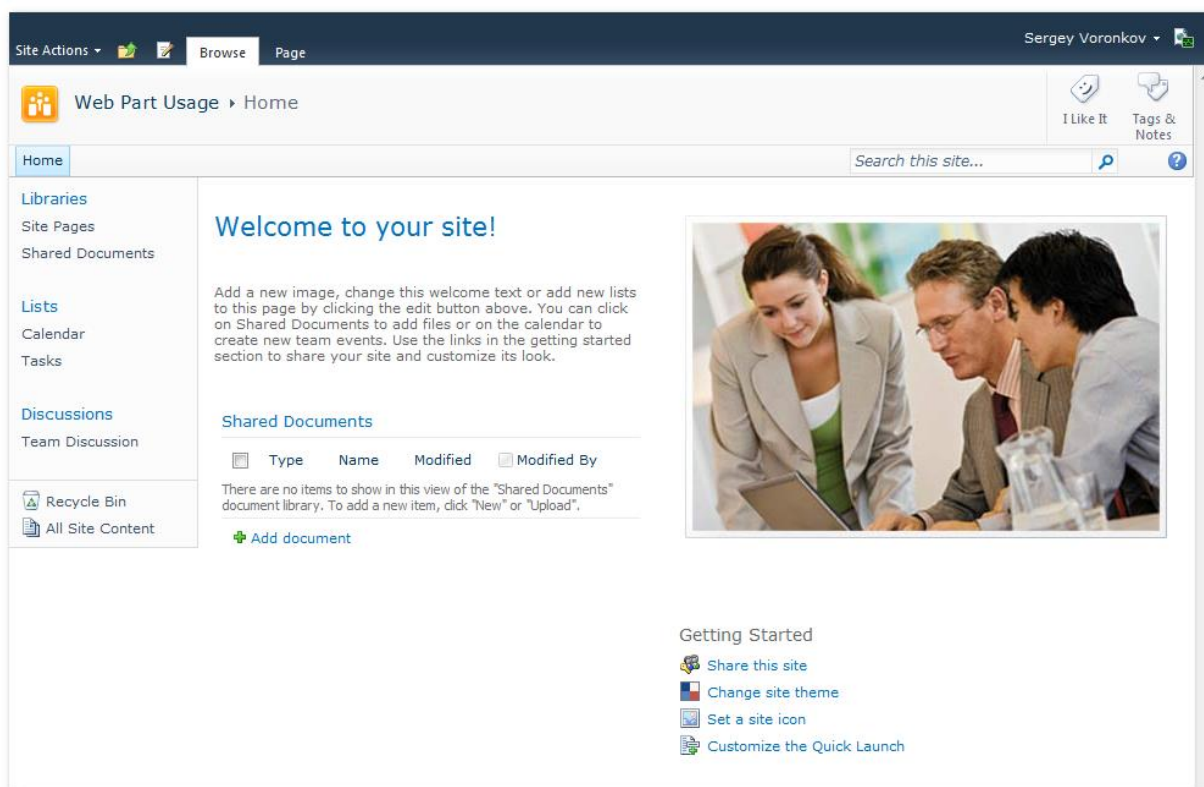 Site Actions
Browse
Page
Sergey Voronkov
Web Part Usage ▸ Home
I Like It
Tags &
Notes
Home
Search this site...
Libraries
Site Pages
Shared Documents
Lists
Calendar
Tasks
Discussions
Team Discussion
Recycle Bin
All Site Content
Welcome to your site!
Add a new image, change this welcome text or add new lists
to this page by clicking the edit button above. You can click
on Shared Documents to add files or on the calendar to
create new team events. Use the links in the getting started
section to share your site and customize its look.
Shared Documents
Type Name Modified Modified By
There are no items to show in this view of the "Shared Documents"
document library. To add a new item, click "New" or "Upload".
Add document
Getting Started
Share this site
Change site theme
Set a site icon
Customize the Quick Launch